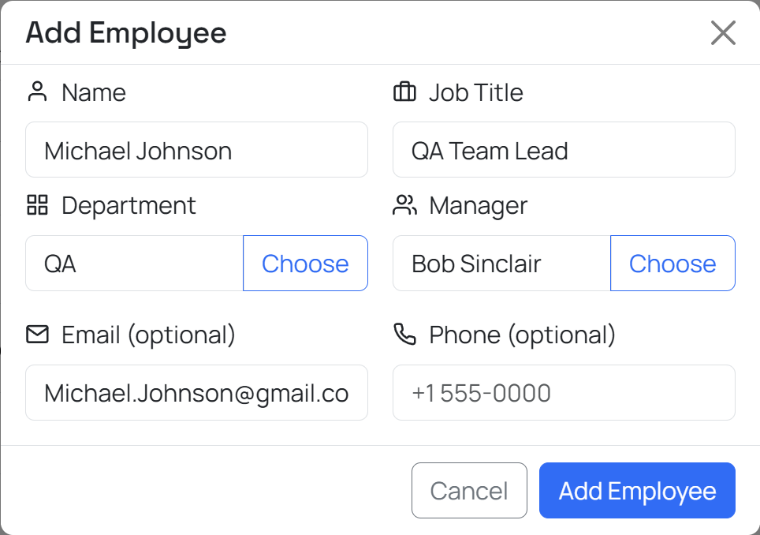 Add Employee
Name
Job Title
Michael Johnson
QA Team Lead
Department
Manager
QA
Choose
Bob Sinclair
Choose
Email (optional)
Phone (optional)
Michael.Johnson@gmail.co
+1 555-0000
Cancel
Add Employee